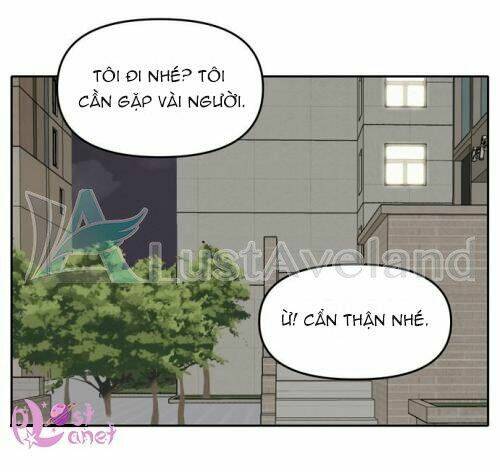 TÔI ĐI NHÉ? TÔI
CẦN GẶP VÀI NGƯỜI.
LustAveland
Ừ! CẨN THẬN NHÉ.
Lost
Planet